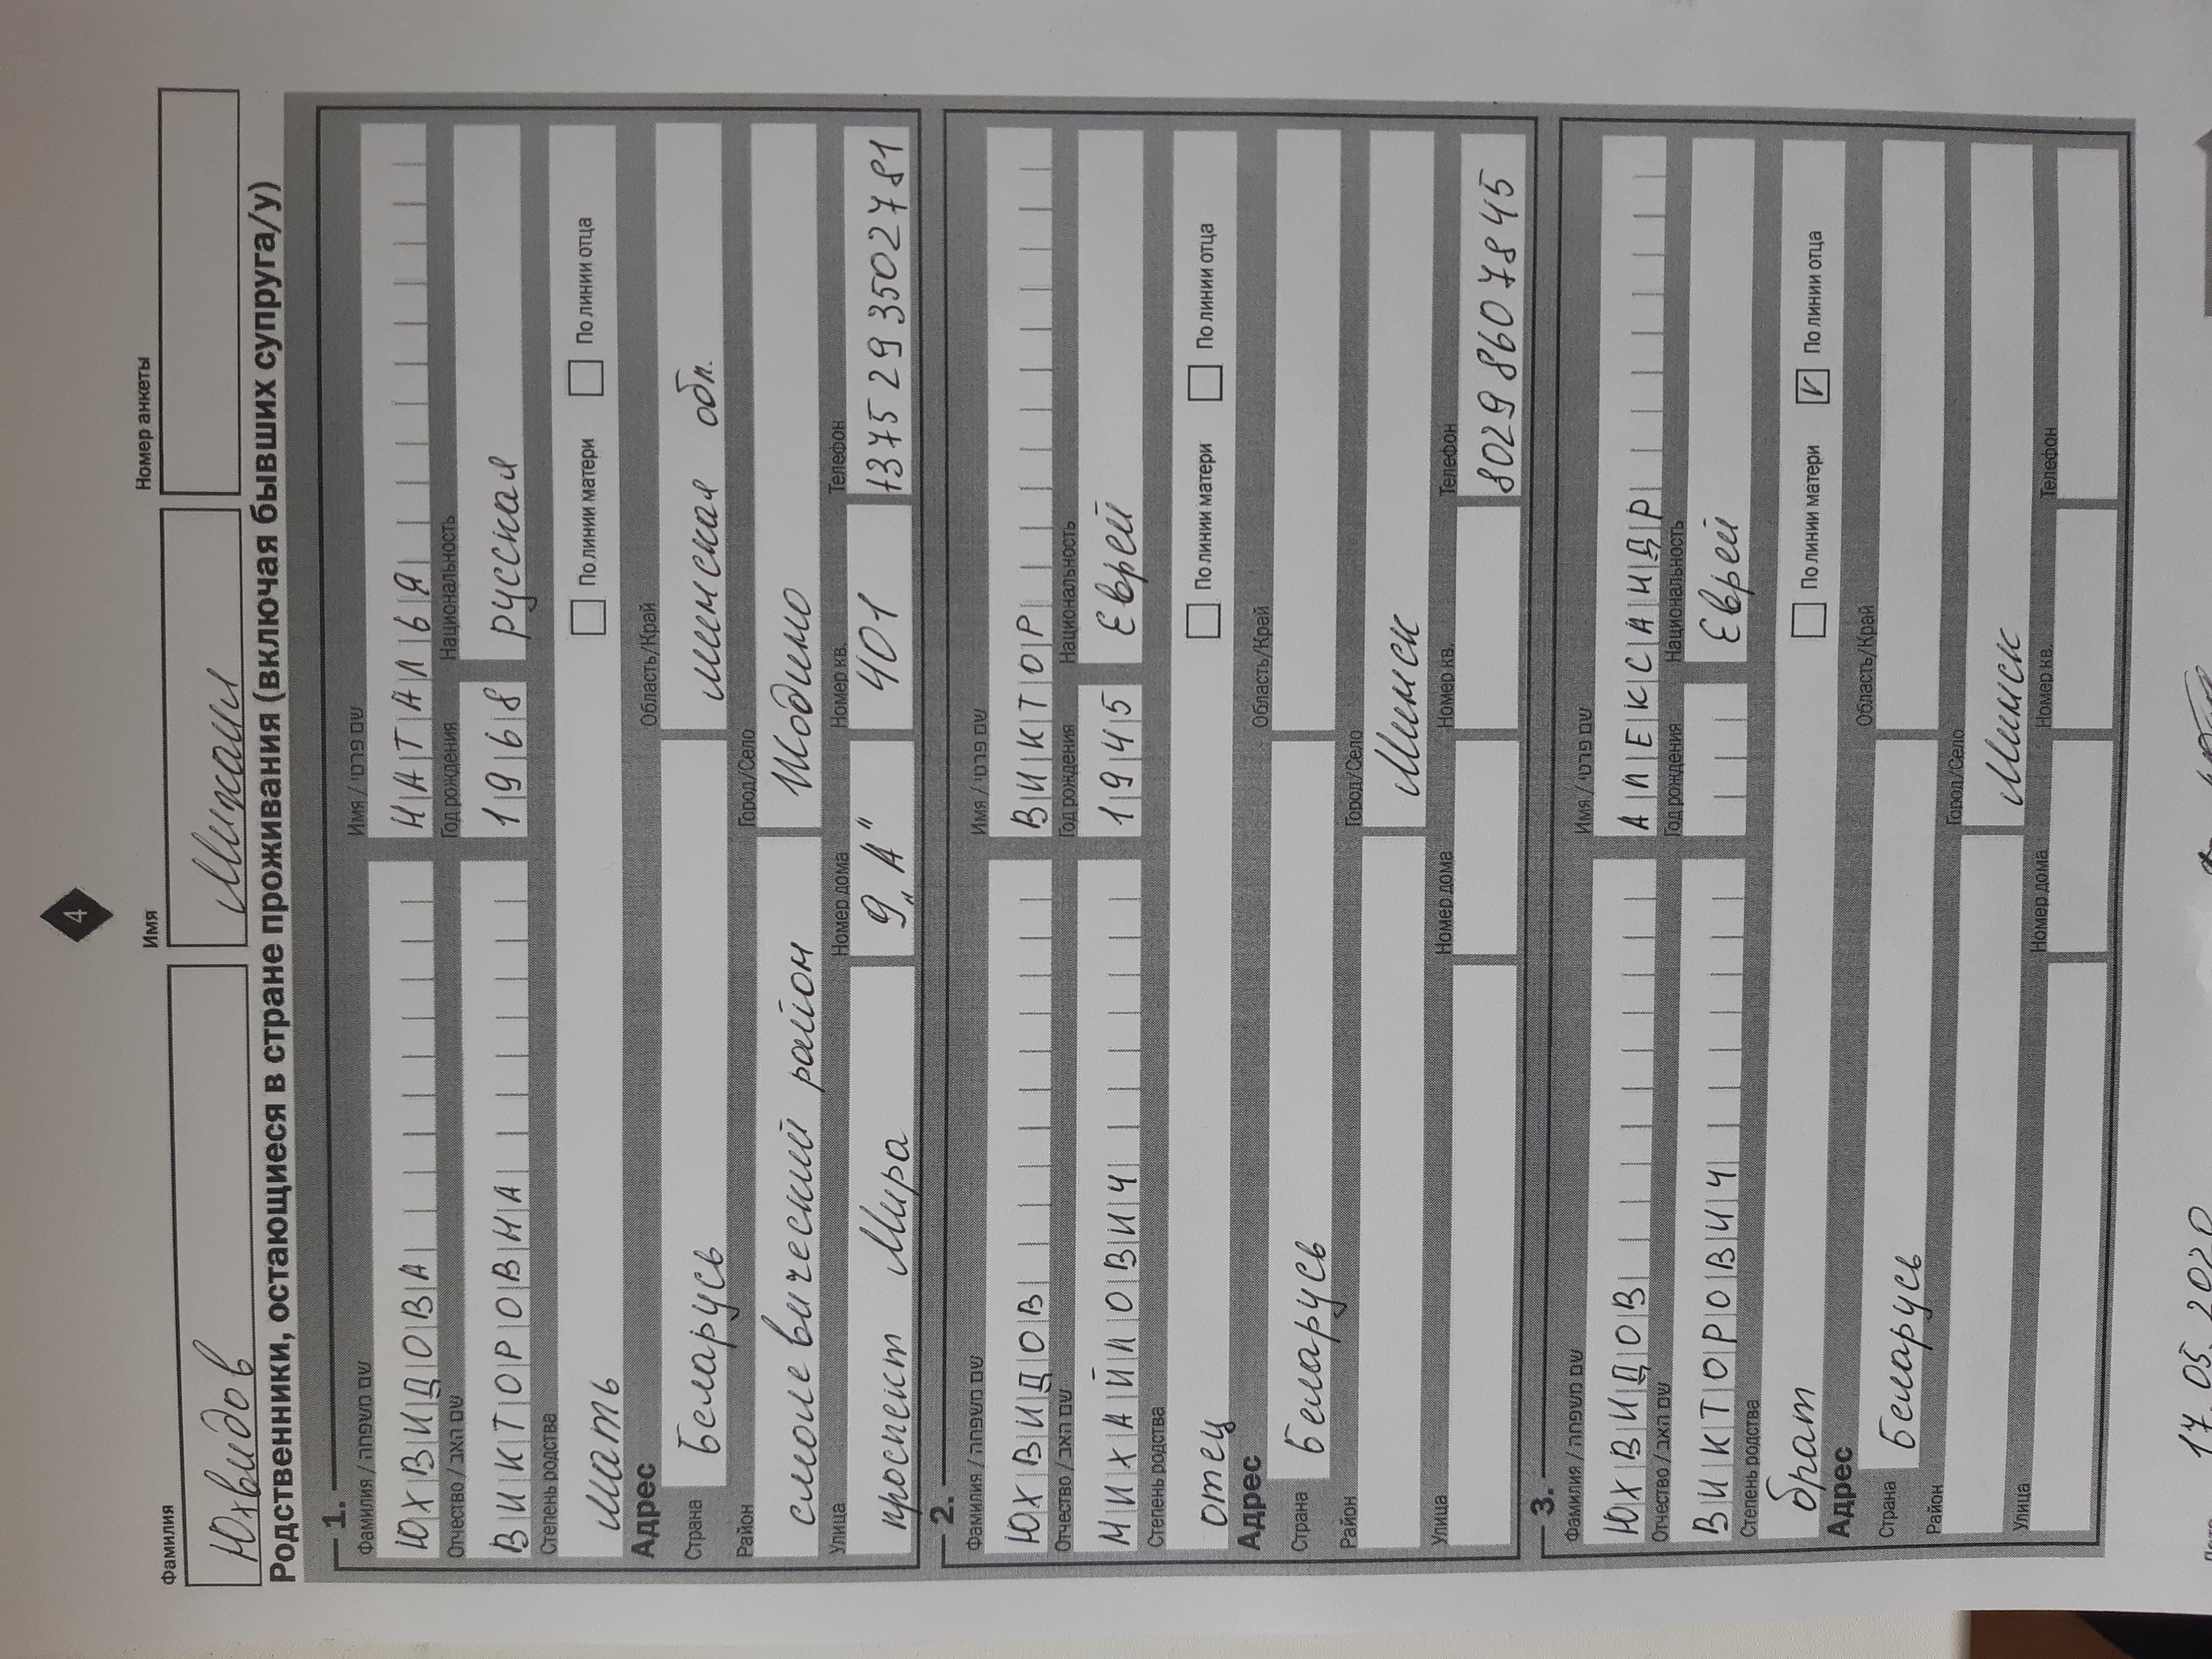 4
Фамилия Имя Номер анкеты
Юхвидов Михаил
Родственники, остающиеся в стране проживания (включая бывших супруга/у)
1.
Фамилия / שם משפחה Имя / שם פרטי
ЮХВИДОВА НАТАЛЬЯ
Отчество / שם האב Год рождения Национальность
ВИКТОРОВНА 1968 русская
Степень родства
мать По линии матери По линии отца
Адрес Область/Край
Страна Беларусь минская обл.
Район Город/Село
смолевический район Жодино
Улица Номер дома Номер кв. Телефон
проспект Мира 9 „А" 401 +375 29 3502781
2.
Фамилия / שם משפחה Имя / שם פרטי
ЮХВИДОВ ВИКТОР
Отчество / שם האב Год рождения Национальность
МИХАЙЛОВИЧ 1945 Еврей
Степень родства
отец По линии матери По линии отца
Адрес Область/Край
Страна Беларусь
Район Город/Село
Минск
Улица Номер дома Номер кв. Телефон
8029 8607845
3.
Фамилия / שם משפחה Имя / שם פרטי
ЮХВИДОВ АЛЕКСАНДР
Отчество / שם האב Год рождения Национальность
ВИКТОРОВИЧ Еврей
Степень родства
брат По линии матери V По линии отца
Адрес Область/Край
Страна Беларусь
Район Город/Село
Минск
Улица Номер дома Номер кв. Телефон
Дата 17.05.2020